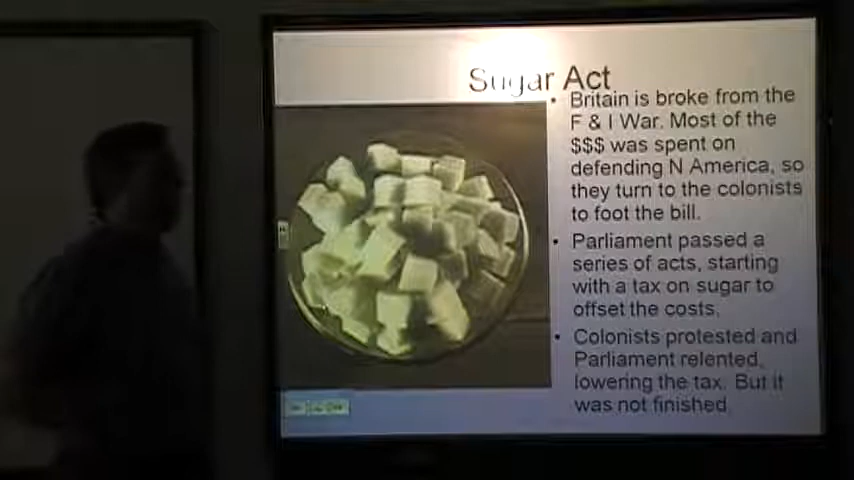 Sugar Act
• Britain is broke from the
F & I War. Most of the
$$$ was spent on
defending N America, so
they turn to the colonists
to foot the bill.
• Parliament passed a
series of acts, starting
with a tax on sugar to
offset the costs.
• Colonists protested and
Parliament relented,
lowering the tax. But it
was not finished.